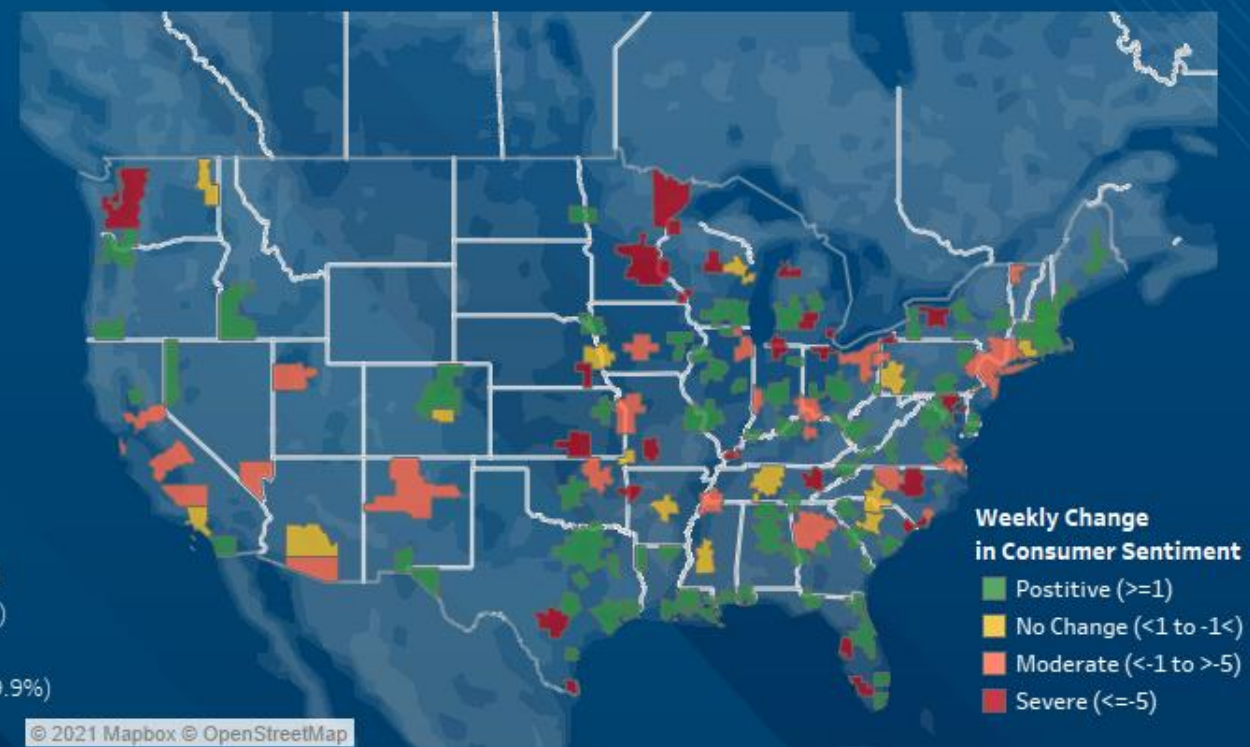 )
.9%)
Weekly Change
in Consumer Sentiment
Postitive (>=1)
No Change (<1 to -1<)
Moderate (<-1 to >-5)
Severe (<=-5)
© 2021 Mapbox © OpenStreetMap